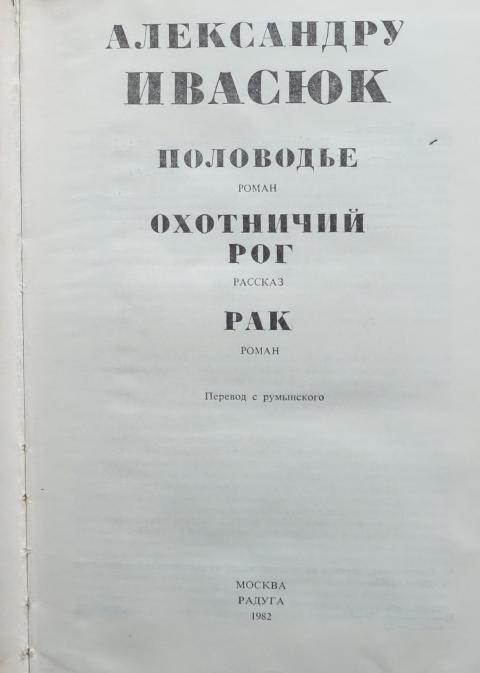 АЛЕКСАНДРУ
ИВАСЮК
ПОЛОВОДЬЕ
РОМАН
ОХОТНИЧИЙ
РОГ
РАССКАЗ
РАК
РОМАН
Перевод с румынского
МОСКВА
РАДУГА
1982